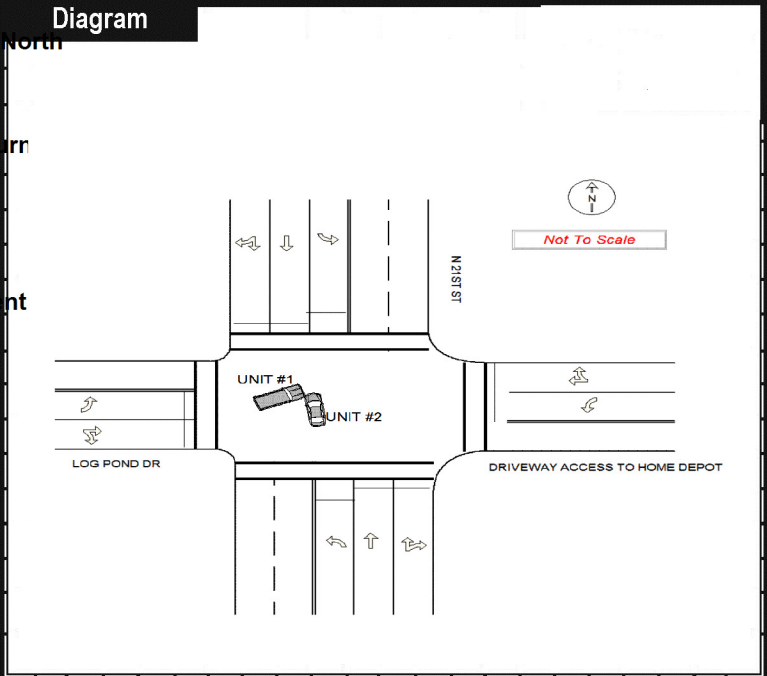 Diagram
North
urn
N
Not To Scale
N 21ST ST
nt
UNIT #1
UNIT #2
LOG POND DR
DRIVEWAY ACCESS TO HOME DEPOT